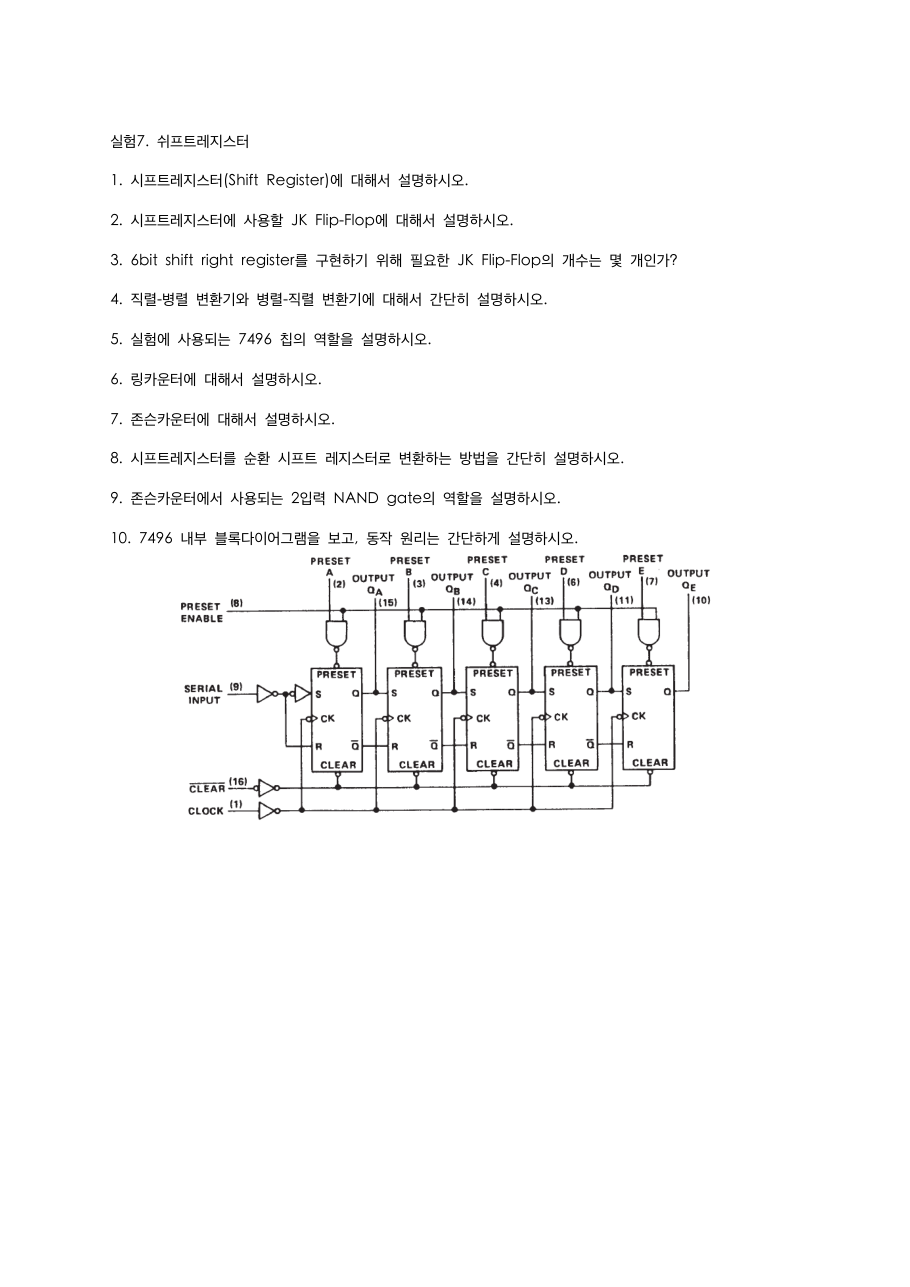 실험7. 쉬프트레지스터
1. 시프트레지스터(Shift Register)에 대해서 설명하시오.
2. 시프트레지스터에 사용할 JK Flip-Flop에 대해서 설명하시오.
3. 6bit shift right register를 구현하기 위해 필요한 JK Flip-Flop의 개수는 몇 개인가?
4. 직렬-병렬 변환기와 병렬-직렬 변환기에 대해서 간단히 설명하시오.
5. 실험에 사용되는 7496 칩의 역할을 설명하시오.
6. 링카운터에 대해서 설명하시오.
7. 존슨카운터에 대해서 설명하시오.
8. 시프트레지스터를 순환 시프트 레지스터로 변환하는 방법을 간단히 설명하시오.
9. 존슨카운터에서 사용되는 2입력 NAND gate의 역할을 설명하시오.
10. 7496 내부 블록다이어그램을 보고, 동작 원리는 간단하게 설명하시오.
PRESET PRESET PRESET PRESET PRESET
A OUTPUT B OUTPUT C OUTPUT D OUTPUT E OUTPUT
(2) QA (3) QB (4) QC (6) QD (7) QE
(15) (14) (13) (11) (10)
PRESET (8)
ENABLE
PRESET PRESET PRESET PRESET PRESET
SERIAL (9) S Q S Q S Q S Q S Q
INPUT
CK CK CK CK CK
R Q̅ R Q̅ R Q̅ R Q̅ R
CLEAR CLEAR CLEAR CLEAR CLEAR
C̅L̅E̅A̅R̅ (16)
CLOCK (1)